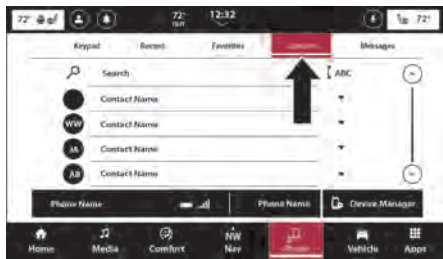 72° 72° 12:32 72
OUT
Keypad Recent Favorites Contacts Messages
Search ABC
Contact Name
WW Contact Name
JA Contact Name
AB Contact Name
Phone Name Phone Name Device Manager
NW
Home Media Comfort Nav Phone Vehicle Apps